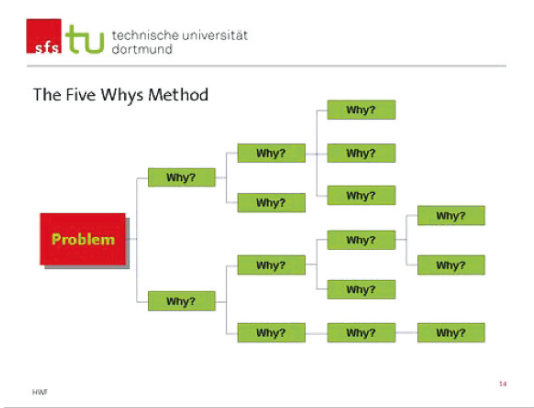 sfs tu technische universität
dortmund
The Five Whys Method
Why?
Why? Why?
Why?
Why? Why?
Why?
Problem
Why?
Why?
Why? Why?
Why?
Why?
Why? Why? Why?
14
HWF